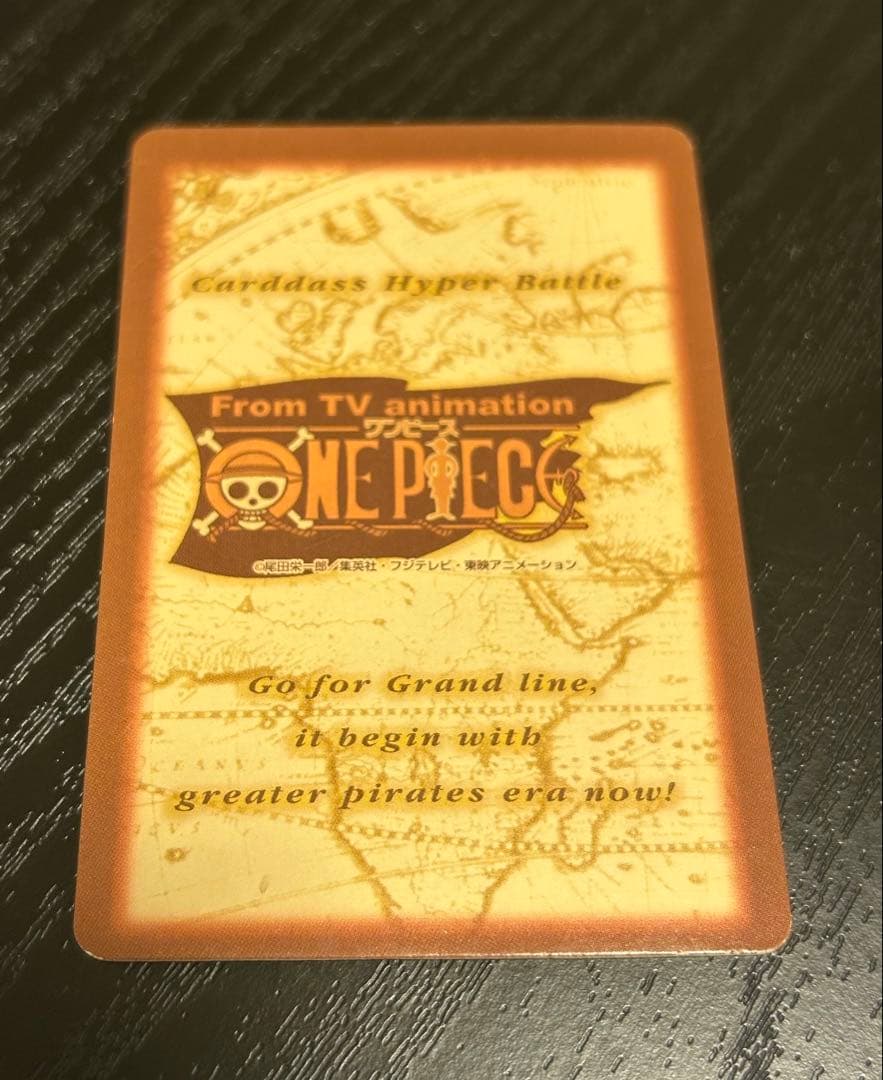 Carddass Hyper Battle
From TV animation
ワンピース
ONE PIECE
©尾田栄一郎／集英社・フジテレビ・東映アニメーション
Go for Grand line,
it begin with
OCEANVS
greater pirates era now!